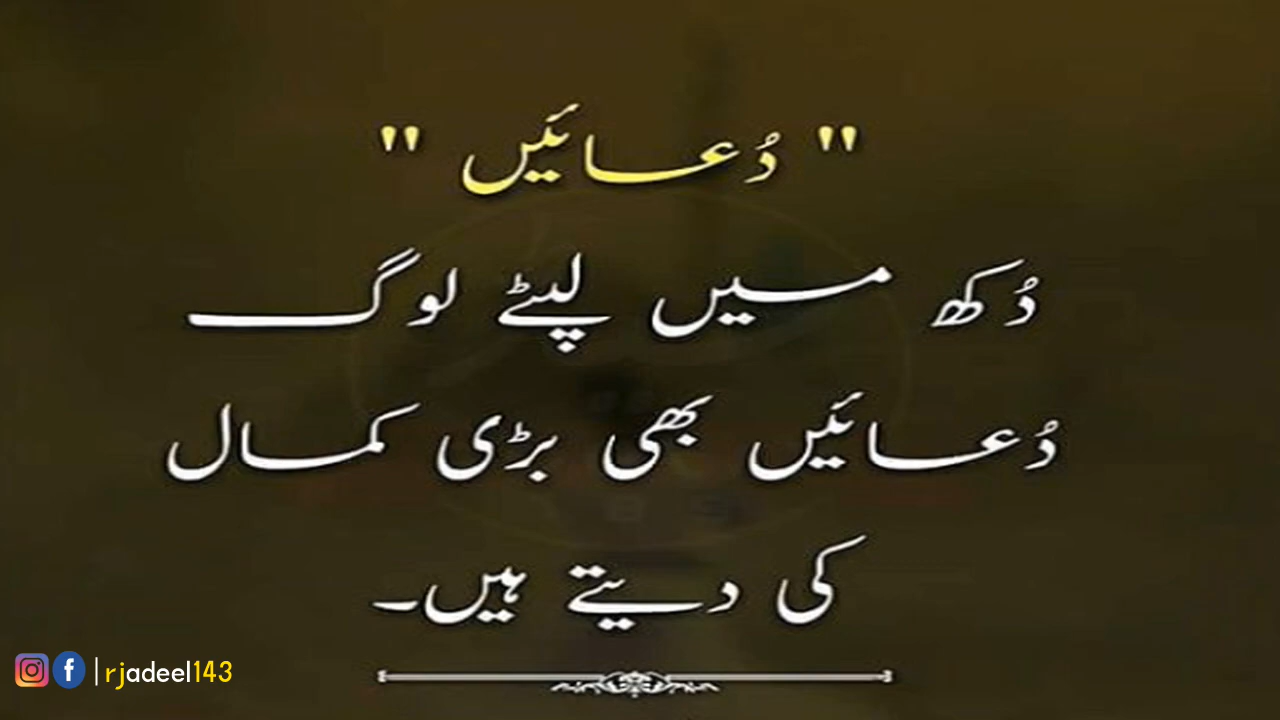 " دُعائیں "
دُکھ میں لپٹے لوگ
دُعائیں بھی بڑی کمال
کی دیتے ہیں۔
|rjadeel143